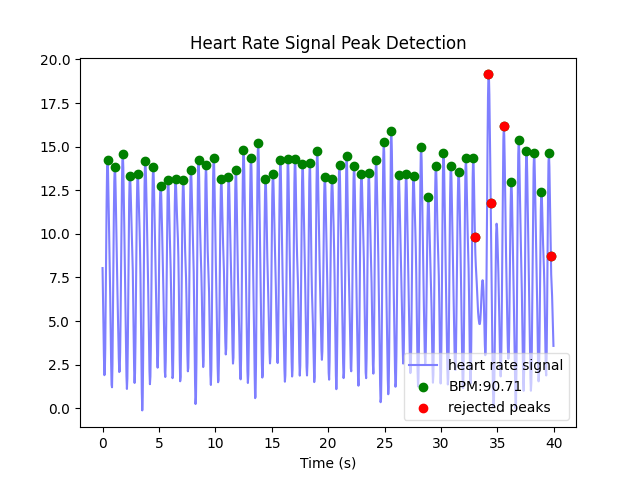 Heart Rate Signal Peak Detection
20.0
17.5
15.0
12.5
10.0
7.5
5.0
2.5
0.0
heart rate signal
BPM:90.71
rejected peaks
0 5 10 15 20 25 30 35 40
Time (s)